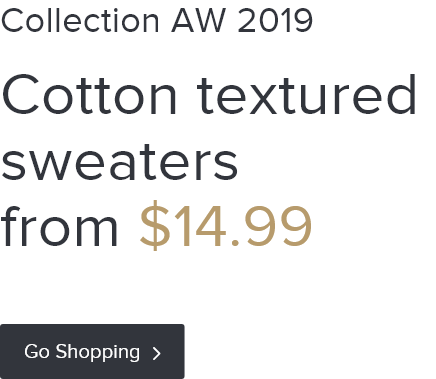 Collection AW 2019
Cotton textured
sweaters
from $14.99
Go Shopping